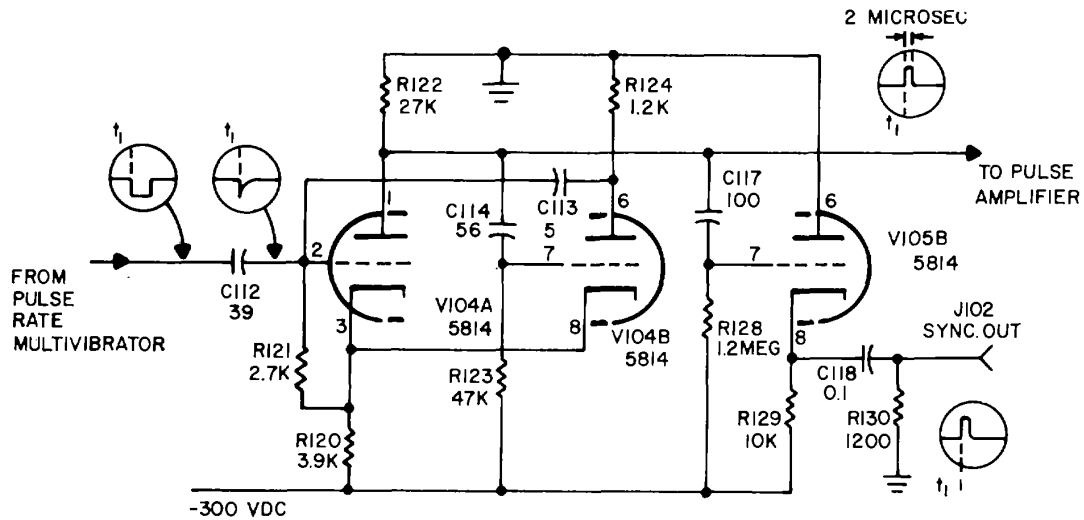 2 MICROSEC
t1
R122
27K
R124
1.2K
t1
t1
TO PULSE
AMPLIFIER
C117
100
1
6
6
C114
56
C113
5
2
7
7
V105B
5814
FROM
PULSE
RATE
MULTIVIBRATOR
C112
39
3
V104A
5814
8
V104B
5814
R128
1.2MEG
8
J102
SYNC. OUT
R121
2.7K
R123
47K
C118
0.1
R120
3.9K
R129
10K
R130
1200
t1
-300 VDC